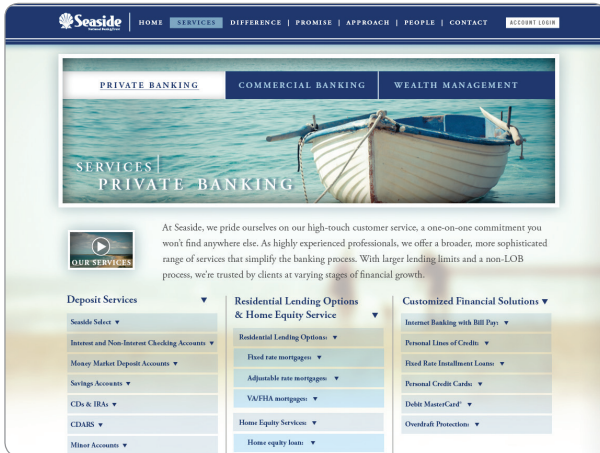 Seaside
National Bank & Trust
HOME SERVICES DIFFERENCE | PROMISE | APPROACH | PEOPLE | CONTACT
ACCOUNT LOGIN
PRIVATE BANKING
COMMERCIAL BANKING
WEALTH MANAGEMENT
SERVICES|
PRIVATE BANKING
OUR SERVICES
At Seaside, we pride ourselves on our high-touch customer service, a one-on-one commitment you
won't find anywhere else. As highly experienced professionals, we offer a broader, more sophisticated
range of services that simplify the banking process. With larger lending limits and a non-LOB
process, we're trusted by clients at varying stages of financial growth.
Deposit Services ▼
Seaside Select ▼
Interest and Non-Interest Checking Accounts ▼
Money Market Deposit Accounts ▼
Savings Accounts ▼
CDs & IRAs ▼
CDARS ▼
Minor Accounts ▼
Residential Lending Options
& Home Equity Service ▼
Residential Lending Options: ▼
Fixed rate mortgages: ▼
Adjustable rate mortgages: ▼
VA/FHA mortgages: ▼
Home Equity Services: ▼
Home equity loan: ▼
Customized Financial Solutions ▼
Internet Banking with Bill Pay: ▼
Personal Lines of Credit: ▼
Fixed Rate Installment Loans: ▼
Personal Credit Cards: ▼
Debit MasterCard® ▼
Overdraft Protection: ▼